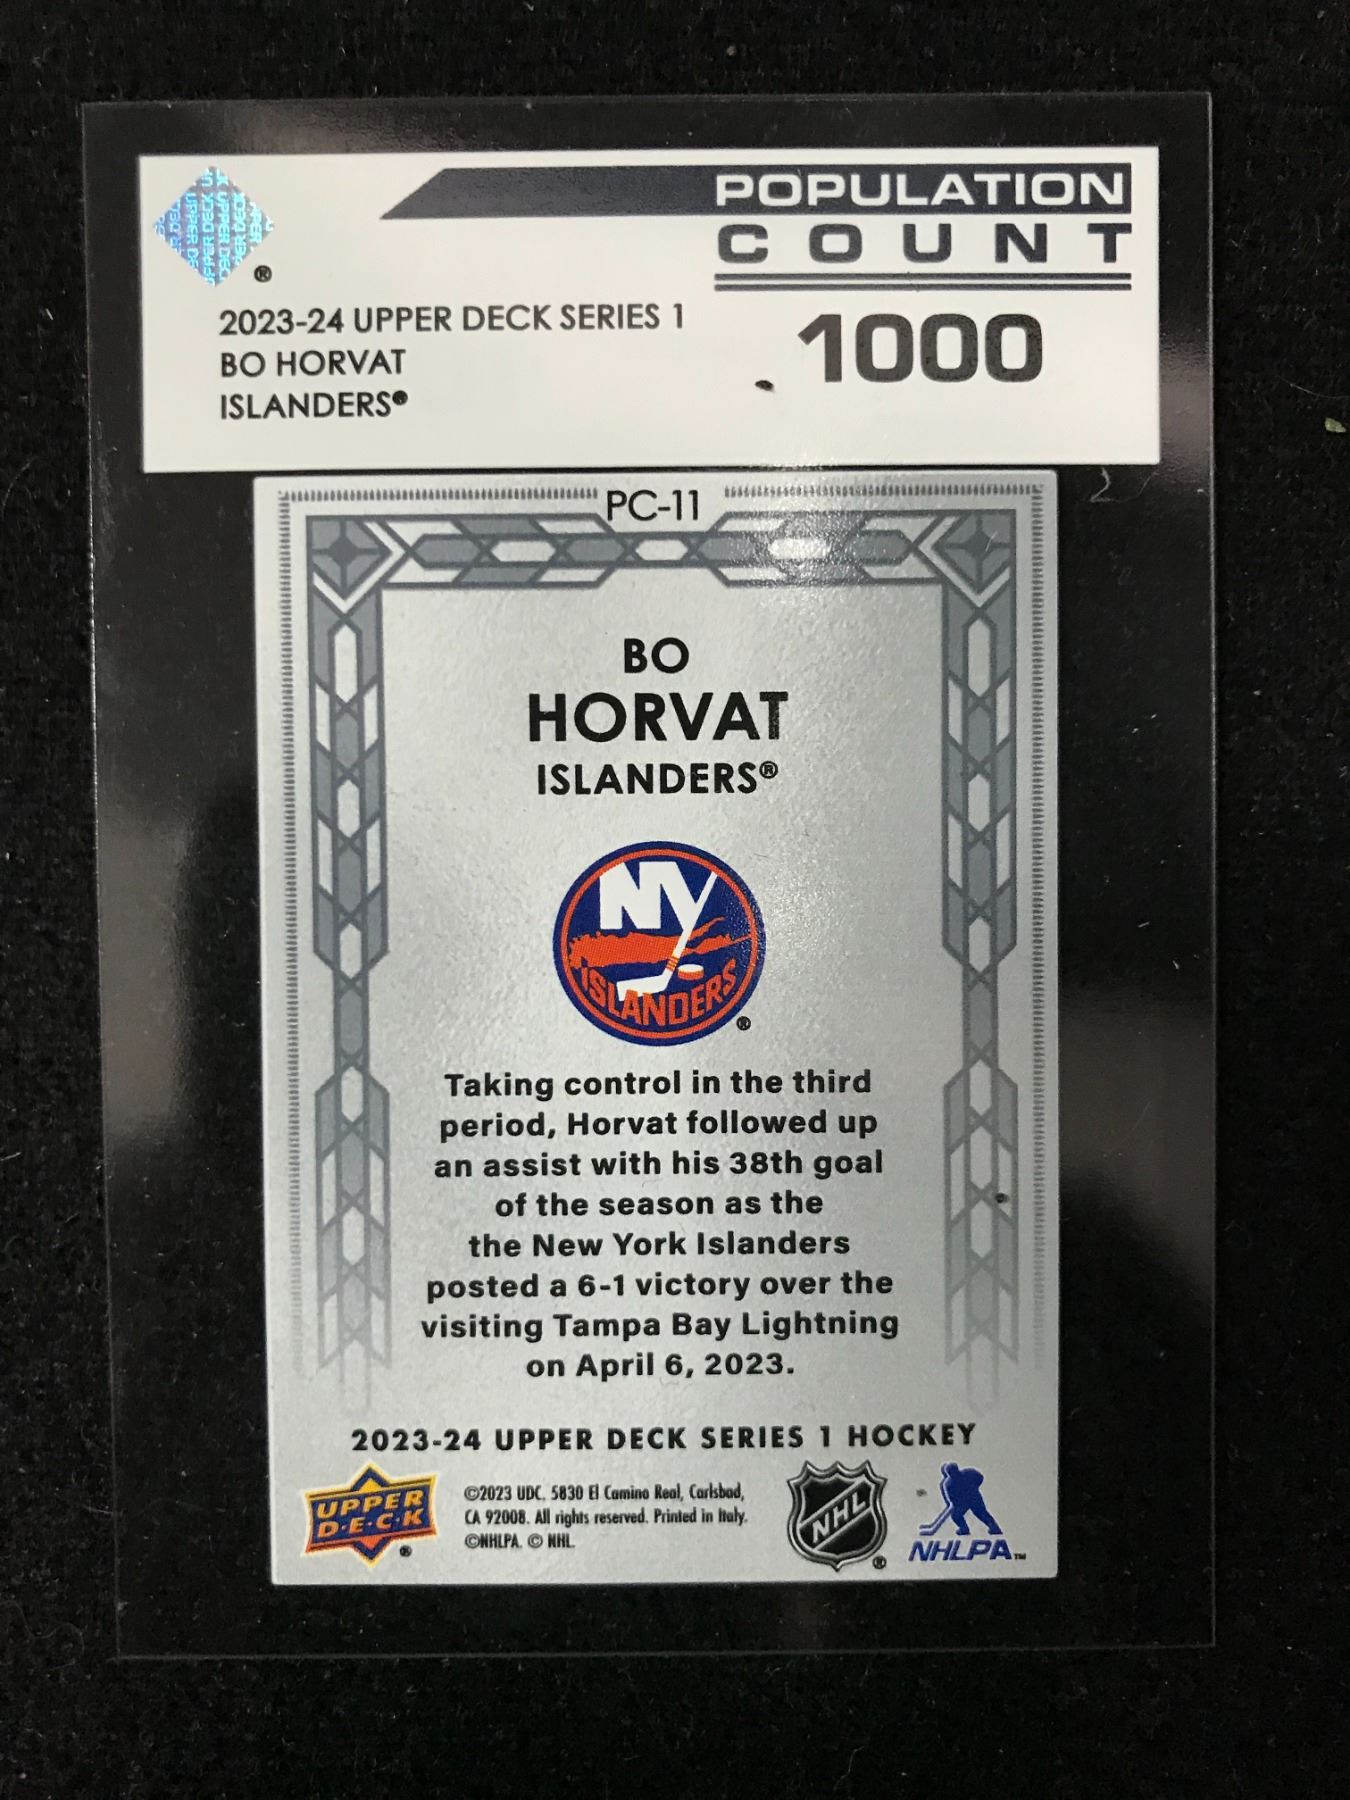 POPULATION
COUNT
1000
®
2023-24 UPPER DECK SERIES 1
BO HORVAT
ISLANDERS®
PC-11
BO
HORVAT
ISLANDERS®
NY
ISLANDERS
®
Taking control in the third
period, Horvat followed up
an assist with his 38th goal
of the season as the
the New York Islanders
posted a 6-1 victory over the
visiting Tampa Bay Lightning
on April 6, 2023.
2023-24 UPPER DECK SERIES 1 HOCKEY
UPPER
D·E·C·K
®
©2023 UDC. 5830 El Camino Real, Carlsbad,
CA 92008. All rights reserved. Printed in Italy.
©NHLPA. © NHL.
NHL
®
NHLPA™